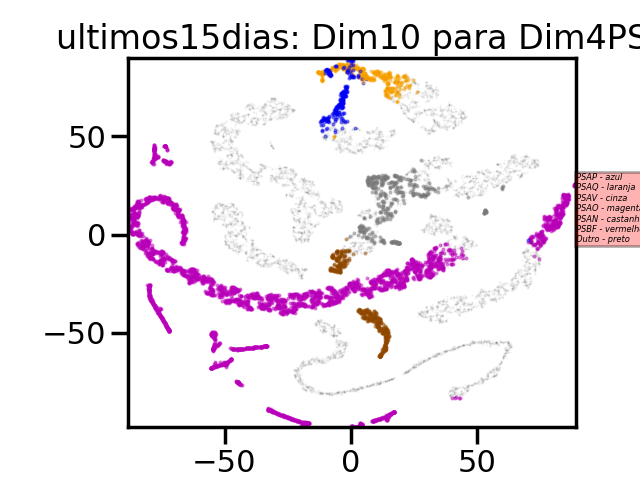 ultimos15dias: Dim10 para Dim4PS
50
0
−50
−50
0
50
PSAP - azul
PSAQ - laranja
PSAV - cinza
PSAO - magenta
PSAN - castanh
PSBF - vermelh
Outro - preto